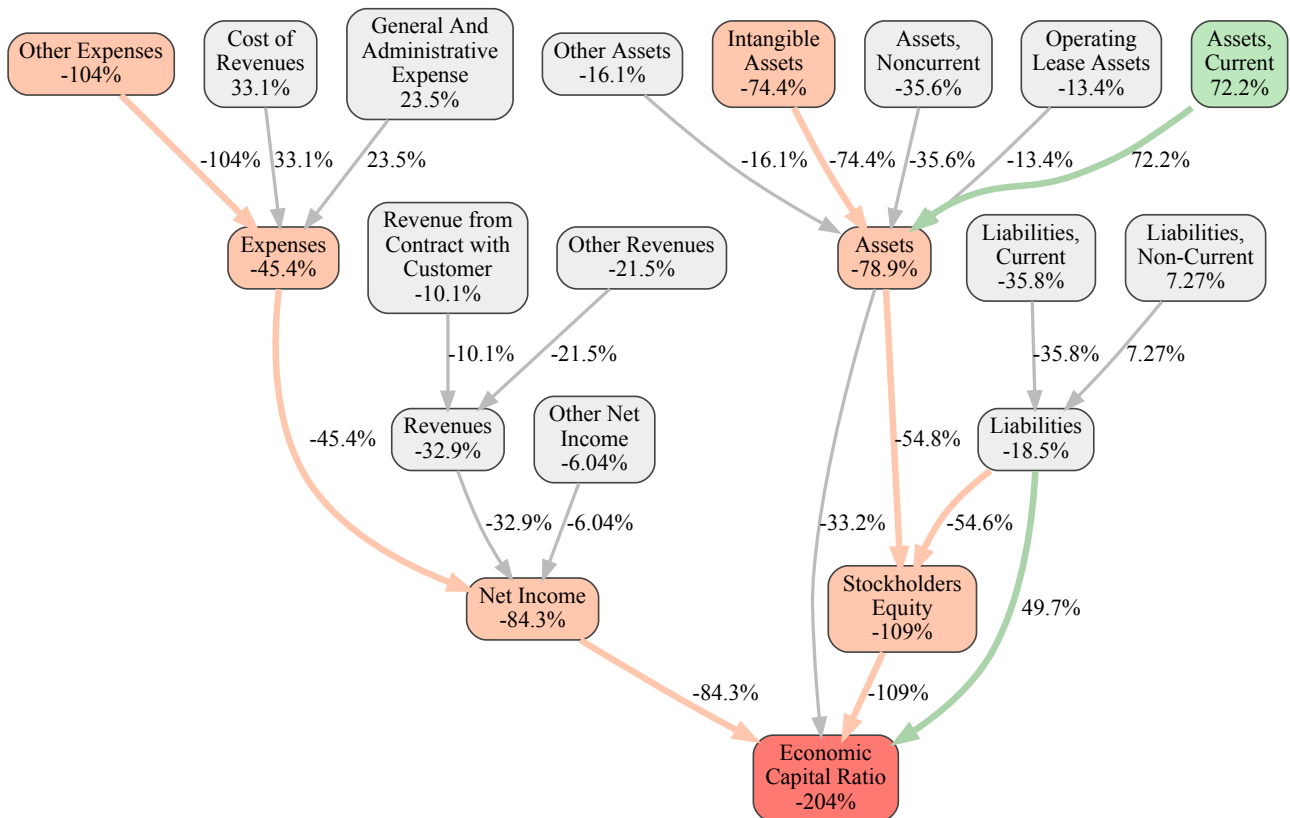 Other Expenses
-104%
Cost of
Revenues
33.1%
General And
Administrative
Expense
23.5%
Other Assets
-16.1%
Intangible
Assets
-74.4%
Assets,
Noncurrent
-35.6%
Operating
Lease Assets
-13.4%
Assets,
Current
72.2%
-104%
33.1%
23.5%
-16.1%
-74.4%
-35.6%
-13.4%
72.2%
Expenses
-45.4%
Revenue from
Contract with
Customer
-10.1%
Other Revenues
-21.5%
Assets
-78.9%
Liabilities,
Current
-35.8%
Liabilities,
Non-Current
7.27%
-10.1%
-21.5%
-35.8%
7.27%
-45.4%
Revenues
-32.9%
Other Net
Income
-6.04%
-54.8%
Liabilities
-18.5%
-32.9%
-6.04%
-33.2%
-54.6%
Net Income
-84.3%
Stockholders
Equity
-109%
49.7%
-84.3%
-109%
Economic
Capital Ratio
-204%